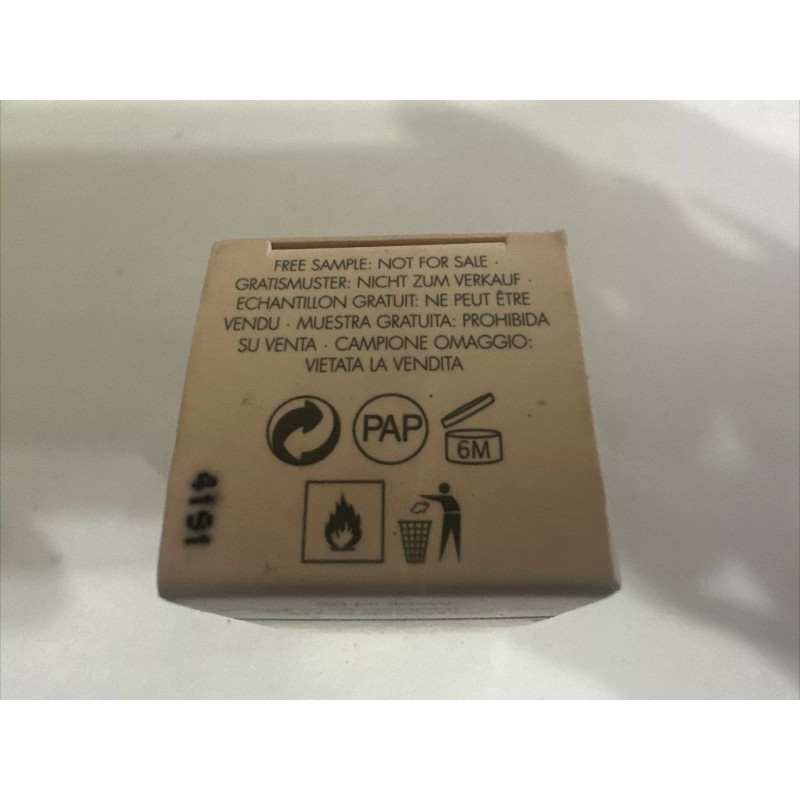 FREE SAMPLE: NOT FOR SALE ·
GRATISMUSTER: NICHT ZUM VERKAUF ·
ECHANTILLON GRATUIT: NE PEUT ÊTRE
VENDU · MUESTRA GRATUITA: PROHIBIDA
SU VENTA · CAMPIONE OMAGGIO:
VIETATA LA VENDITA
PAP
6M
4191